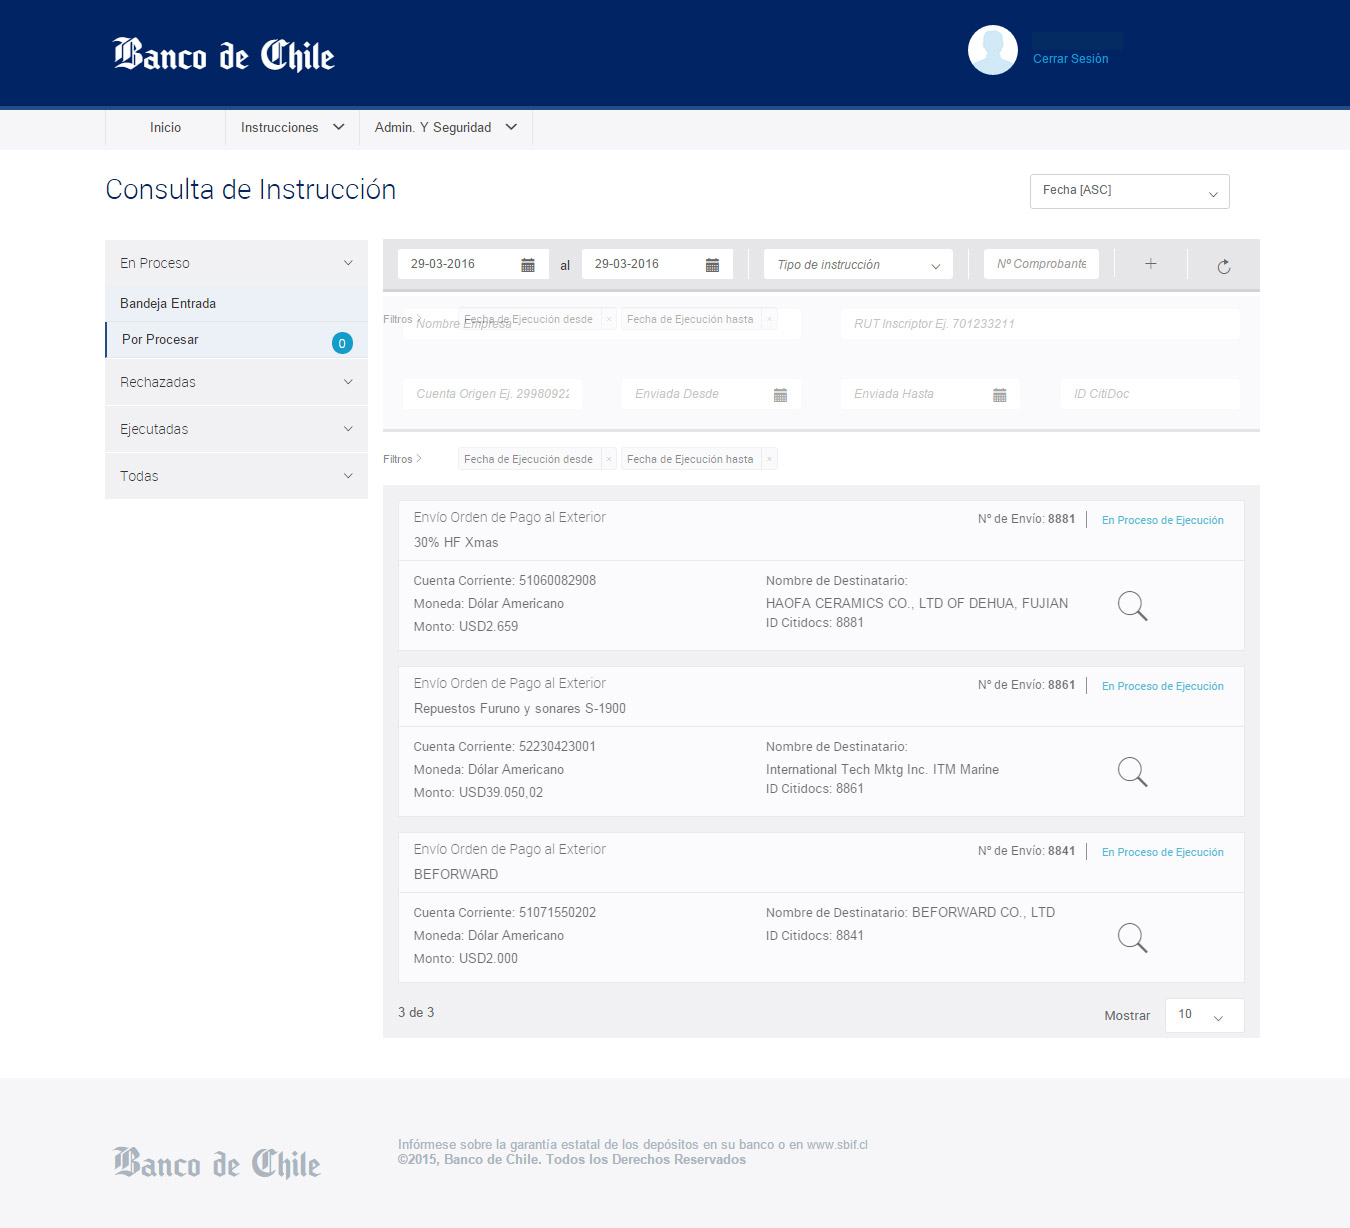 Banco de Chile
Cerrar Sesión
Inicio
Instrucciones
Admin. Y Seguridad
Consulta de Instrucción
Fecha [ASC]
En Proceso
Bandeja Entrada
Por Procesar
0
Rechazadas
Ejecutadas
Todas
29-03-2016
al
29-03-2016
Tipo de instrucción
Nº Comprobante
+
Filtros
Fecha de Ejecución desde ×
Fecha de Ejecución hasta ×
Nombre Empresa
RUT Inscriptor Ej. 701233211
Cuenta Origen Ej. 29980922
Enviada Desde
Enviada Hasta
ID CitiDoc
Filtros
Fecha de Ejecución desde ×
Fecha de Ejecución hasta ×
Envío Orden de Pago al Exterior
Nº de Envío: 8881
En Proceso de Ejecución
30% HF Xmas
Cuenta Corriente: 51060082908
Moneda: Dólar Americano
Monto: USD2.659
Nombre de Destinatario:
HAOFA CERAMICS CO., LTD OF DEHUA, FUJIAN
ID Citidocs: 8881
Envío Orden de Pago al Exterior
Nº de Envío: 8861
En Proceso de Ejecución
Repuestos Furuno y sonares S-1900
Cuenta Corriente: 52230423001
Moneda: Dólar Americano
Monto: USD39.050,02
Nombre de Destinatario:
International Tech Mktg Inc. ITM Marine
ID Citidocs: 8861
Envío Orden de Pago al Exterior
Nº de Envío: 8841
En Proceso de Ejecución
BEFORWARD
Cuenta Corriente: 51071550202
Moneda: Dólar Americano
Monto: USD2.000
Nombre de Destinatario: BEFORWARD CO., LTD
ID Citidocs: 8841
3 de 3
Mostrar
10
Banco de Chile
Infórmese sobre la garantía estatal de los depósitos en su banco o en www.sbif.cl
©2015, Banco de Chile. Todos los Derechos Reservados